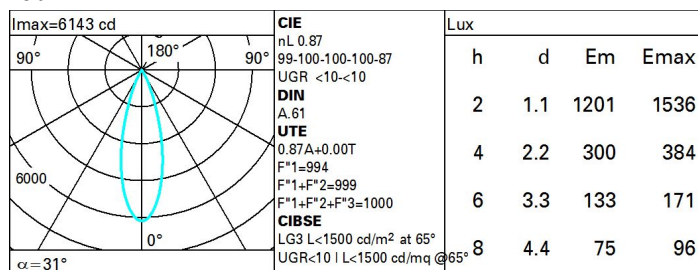 Imax=6143 cd
90°
180°
90°
6000
0°
α=31°
CIE
nL 0.87
99-100-100-100-87
UGR <10-<10
DIN
A.61
UTE
0.87A+0.00T
F"1=994
F"1+F"2=999
F"1+F"2+F"3=1000
CIBSE
LG3 L<1500 cd/m² at 65°
UGR<10 | L<1500 cd/mq @65°
Lux
h d Em Emax
2 1.1 1201 1536
4 2.2 300 384
6 3.3 133 171
8 4.4 75 96